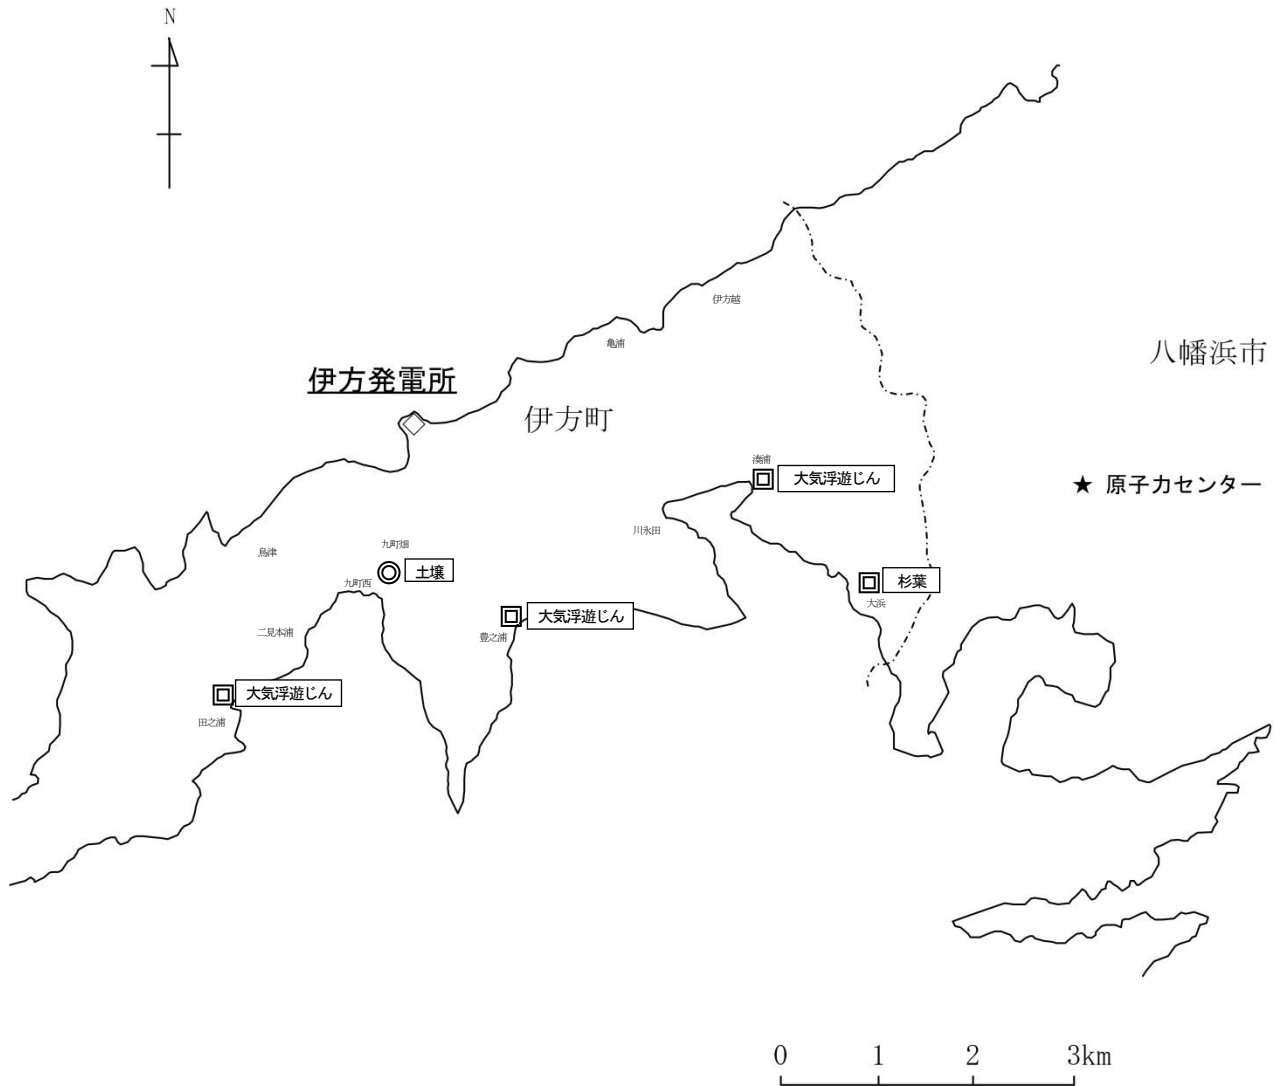 N
伊方越
亀浦
八幡浜市
伊方発電所
伊方町
湊浦
大気浮遊じん
★ 原子力センター
川永田
九町畑
鳥津
土壌
九町西
杉葉
大浜
大気浮遊じん
豊之浦
二見本浦
大気浮遊じん
田之浦
0 1 2 3km